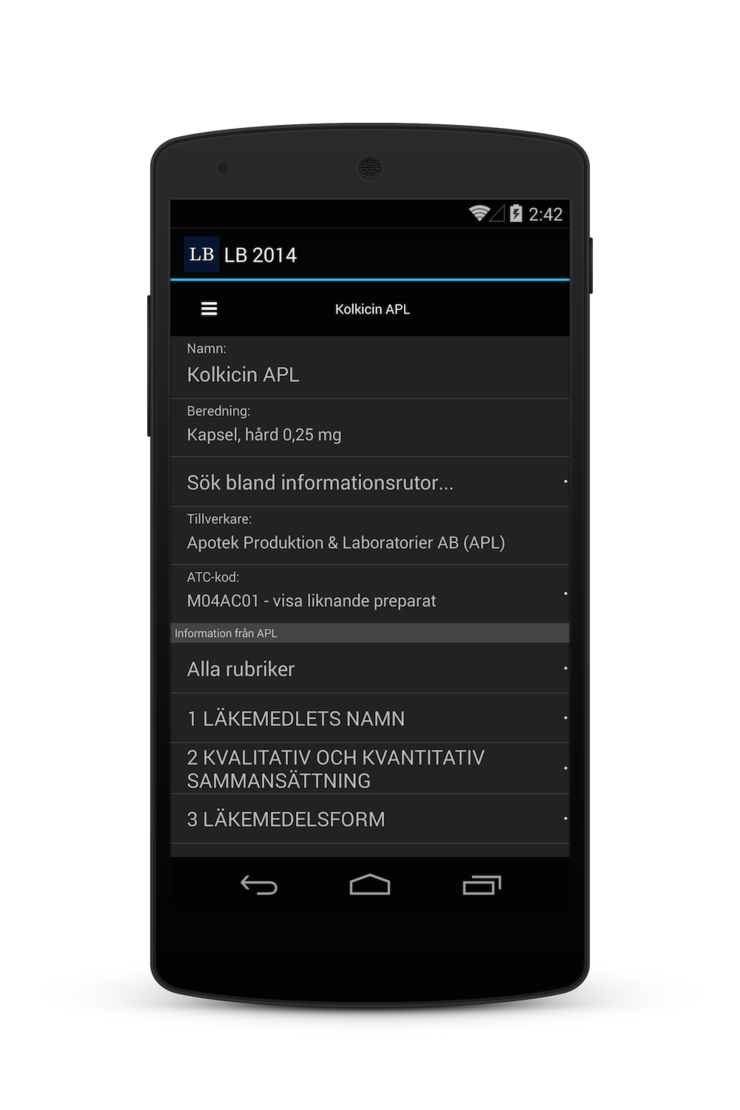 2:42
LB LB 2014
Kolkicin APL
Namn:
Kolkicin APL
Beredning:
Kapsel, hård 0,25 mg
Sök bland informationsrutor...
Tillverkare:
Apotek Produktion & Laboratorier AB (APL)
ATC-kod:
M04AC01 - visa liknande preparat
Information från APL
Alla rubriker
1 LÄKEMEDLETS NAMN
2 KVALITATIV OCH KVANTITATIV
SAMMANSÄTTNING
3 LÄKEMEDELSFORM